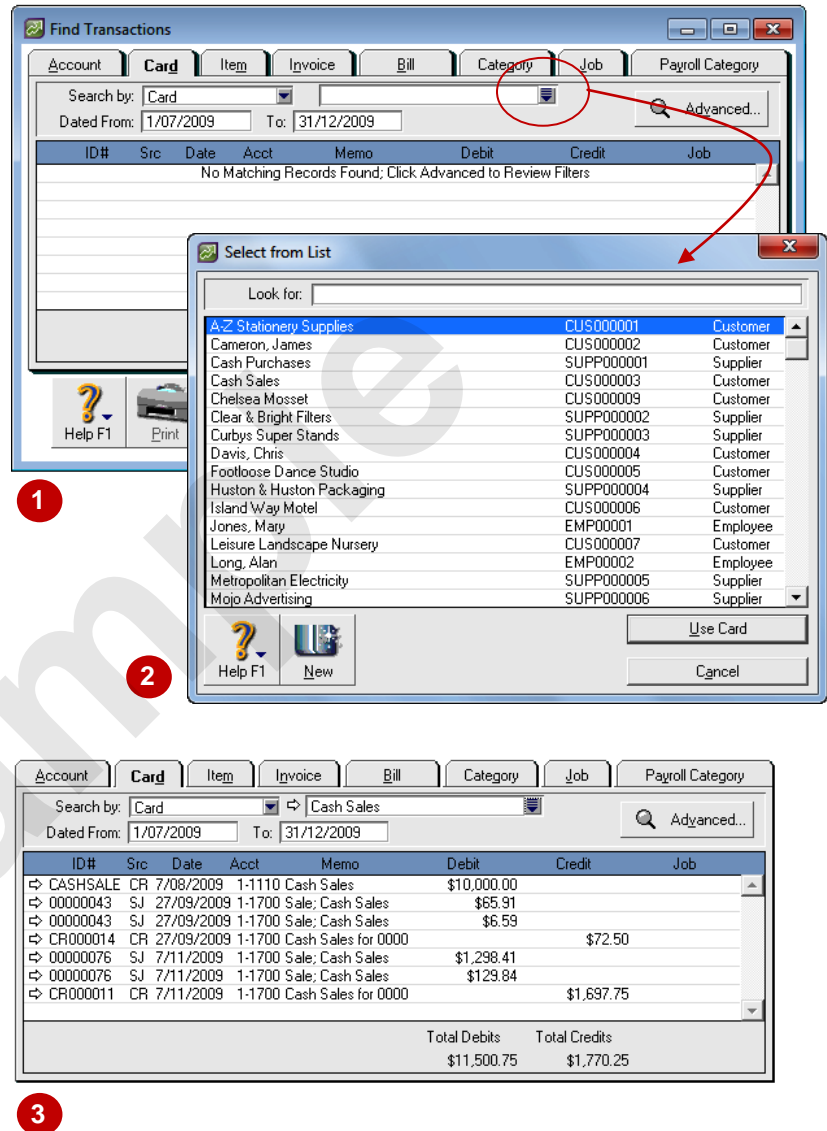 Find Transactions
Account Card Item Invoice Bill Category Job Payroll Category
Search by: Card
Advanced...
Dated From: 1/07/2009 To: 31/12/2009
ID# Src Date Acct Memo Debit Credit Job
No Matching Records Found; Click Advanced to Review Filters
Help F1 Print
1
Select from List
Look for:
A-Z Stationery Supplies CUS000001 Customer
Cameron, James CUS000002 Customer
Cash Purchases SUPP000001 Supplier
Cash Sales CUS000003 Customer
Chelsea Mosset CUS000009 Customer
Clear & Bright Filters SUPP000002 Supplier
Curbys Super Stands SUPP000003 Supplier
Davis, Chris CUS000004 Customer
Footloose Dance Studio CUS000005 Customer
Huston & Huston Packaging SUPP000004 Supplier
Island Way Motel CUS000006 Customer
Jones, Mary EMP00001 Employee
Leisure Landscape Nursery CUS000007 Customer
Long, Alan EMP00002 Employee
Metropolitan Electricity SUPP000005 Supplier
Mojo Advertising SUPP000006 Supplier
Use Card
Help F1 New
Cancel
2
Account Card Item Invoice Bill Category Job Payroll Category
Search by: Card Cash Sales
Advanced...
Dated From: 1/07/2009 To: 31/12/2009
ID# Src Date Acct Memo Debit Credit Job
CASHSALE CR 7/08/2009 1-1110 Cash Sales $10,000.00
00000043 SJ 27/09/2009 1-1700 Sale; Cash Sales $65.91
00000043 SJ 27/09/2009 1-1700 Sale; Cash Sales $6.59
CR000014 CR 27/09/2009 1-1700 Cash Sales for 0000 $72.50
00000076 SJ 7/11/2009 1-1700 Sale; Cash Sales $1,298.41
00000076 SJ 7/11/2009 1-1700 Sale; Cash Sales $129.84
CR000011 CR 7/11/2009 1-1700 Cash Sales for 0000 $1,697.75
Total Debits Total Credits
$11,500.75 $1,770.25
3